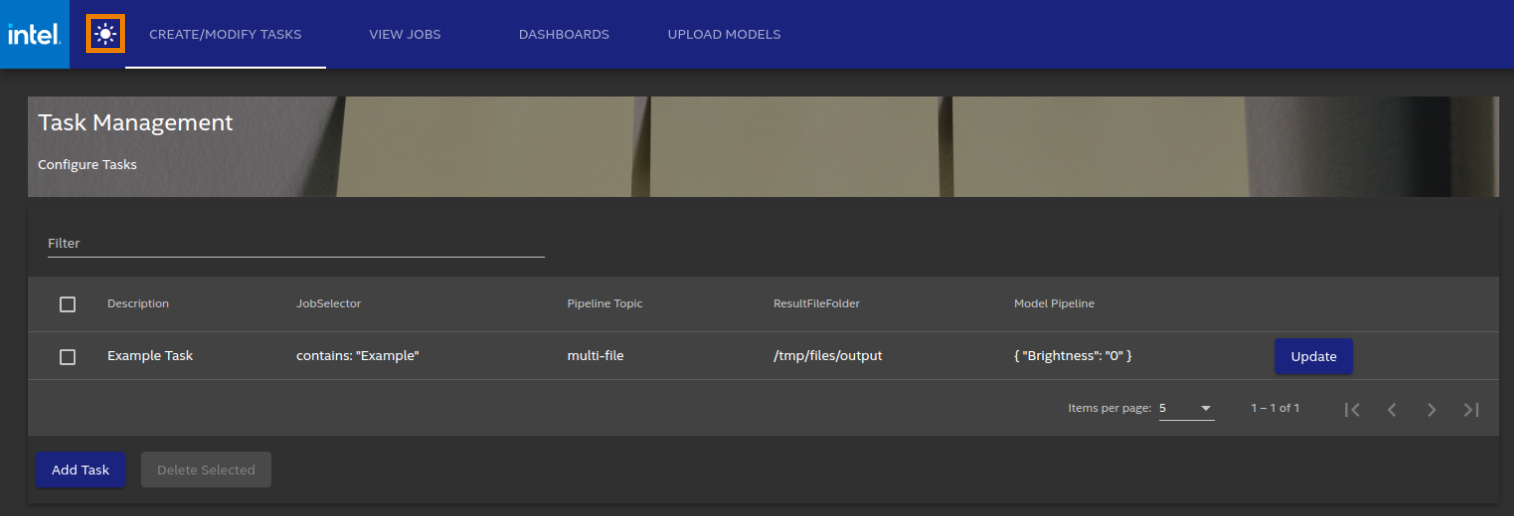 intel. CREATE/MODIFY TASKS VIEW JOBS DASHBOARDS UPLOAD MODELS
Task Management
Configure Tasks
Filter
Description JobSelector Pipeline Topic ResultFileFolder Model Pipeline
Example Task contains: "Example" multi-file /tmp/files/output { "Brightness": "0" } Update
Items per page: 5 1 – 1 of 1
Add Task Delete Selected